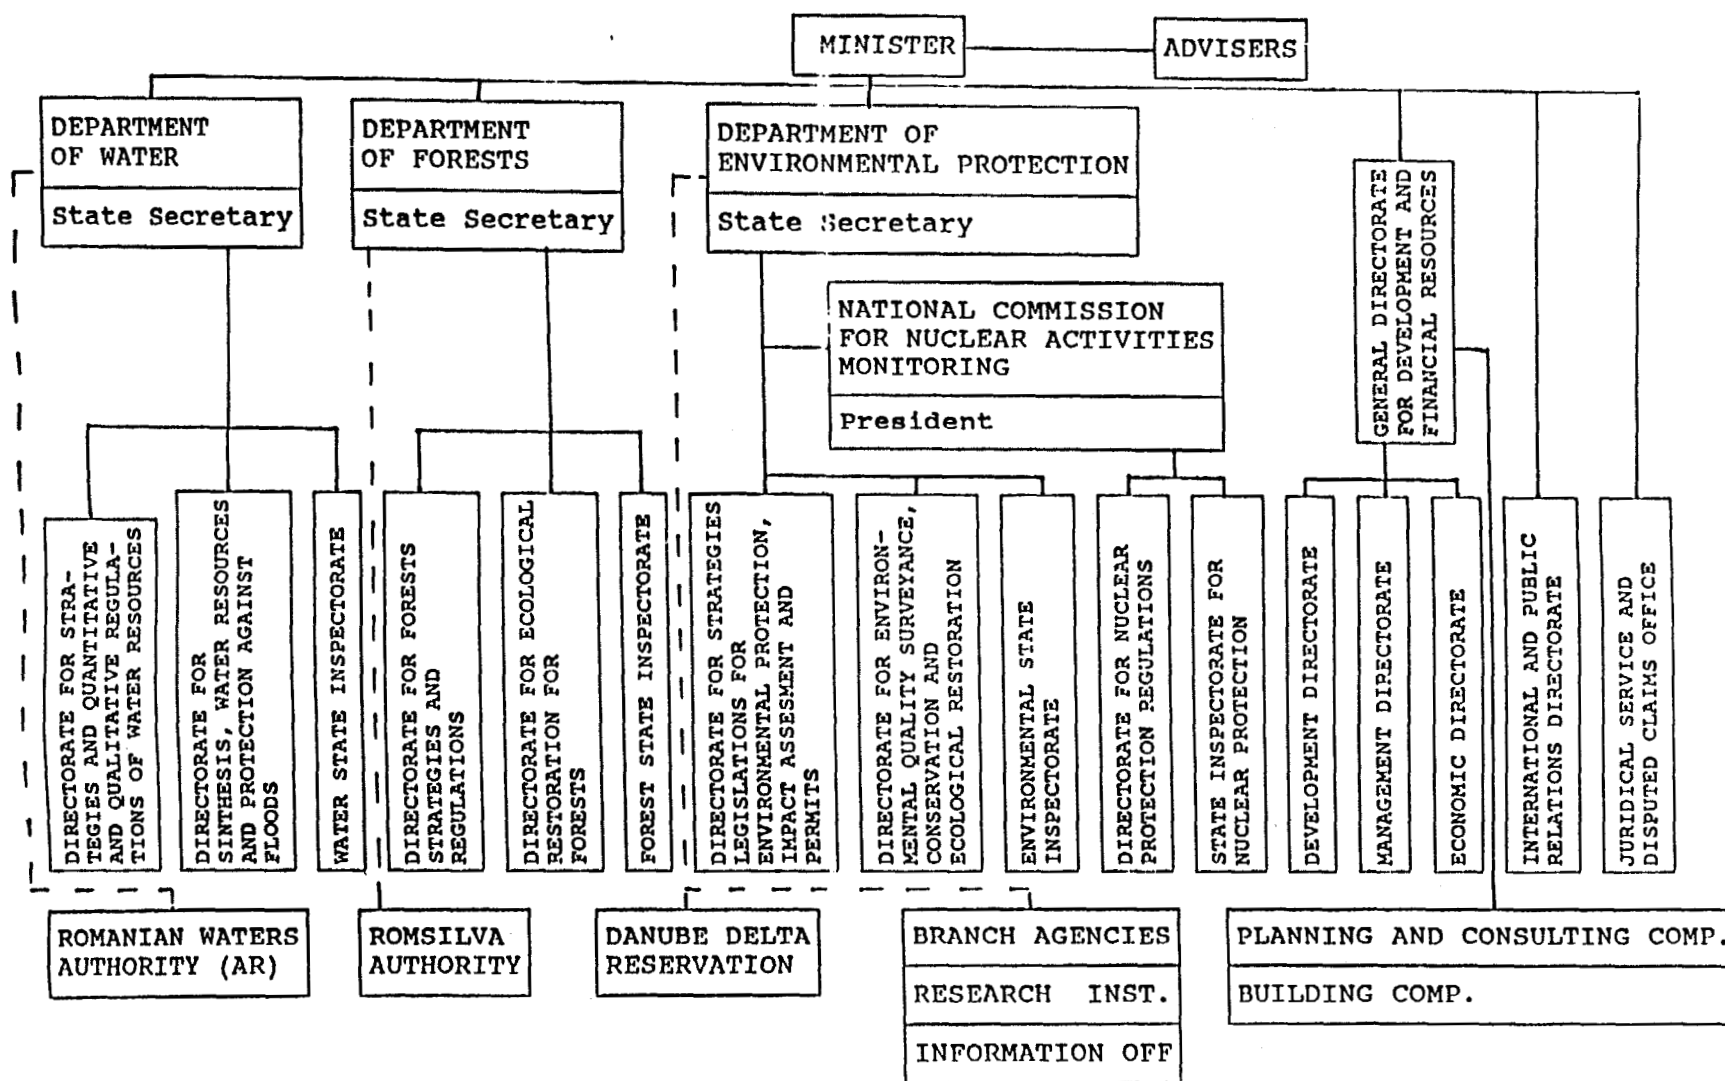 MINISTER
ADVISERS
DEPARTMENT
OF WATER
State Secretary
DEPARTMENT
OF FORESTS
State Secretary
DEPARTMENT OF
ENVIRONMENTAL PROTECTION
State Secretary
NATIONAL COMMISSION
FOR NUCLEAR ACTIVITIES
MONITORING
President
GENERAL DIRECTORATE
FOR DEVELOPMENT AND
FINANCIAL RESOURCES
DIRECTORATE FOR STRA-
TEGIES AND QUANTITATIVE
AND QUALITATIVE REGULA-
TIONS OF WATER RESOURCES
DIRECTORATE FOR
SINTHESIS, WATER RESOURCES
AND PROTECTION AGAINST
FLOODS
WATER STATE INSPECTORATE
DIRECTORATE FOR FORESTS
STRATEGIES AND
REGULATIONS
DIRECTORATE FOR ECOLOGICAL
RESTORATION FOR
FORESTS
FOREST STATE INSPECTORATE
DIRECTORATE FOR STRATEGIES
LEGISLATIONS FOR
ENVIRONMENTAL PROTECTION,
IMPACT ASSESMENT AND
PERMITS
DIRECTORATE FOR ENVIRON-
MENTAL QUALITY SURVEYANCE,
CONSERVATION AND
ECOLOGICAL RESTORATION
ENVIRONMENTAL STATE
INSPECTORATE
DIRECTORATE FOR NUCLEAR
PROTECTION REGULATIONS
STATE INSPECTORATE FOR
NUCLEAR PROTECTION
DEVELOPMENT DIRECTORATE
MANAGEMENT DIRECTORATE
ECONOMIC DIRECTORATE
INTERNATIONAL AND PUBLIC
RELATIONS DIRECTORATE
JURIDICAL SERVICE AND
DISPUTED CLAIMS OFFICE
ROMANIAN WATERS
AUTHORITY (AR)
ROMSILVA
AUTHORITY
DANUBE DELTA
RESERVATION
BRANCH AGENCIES
RESEARCH INST.
INFORMATION OFF
PLANNING AND CONSULTING COMP.
BUILDING COMP.